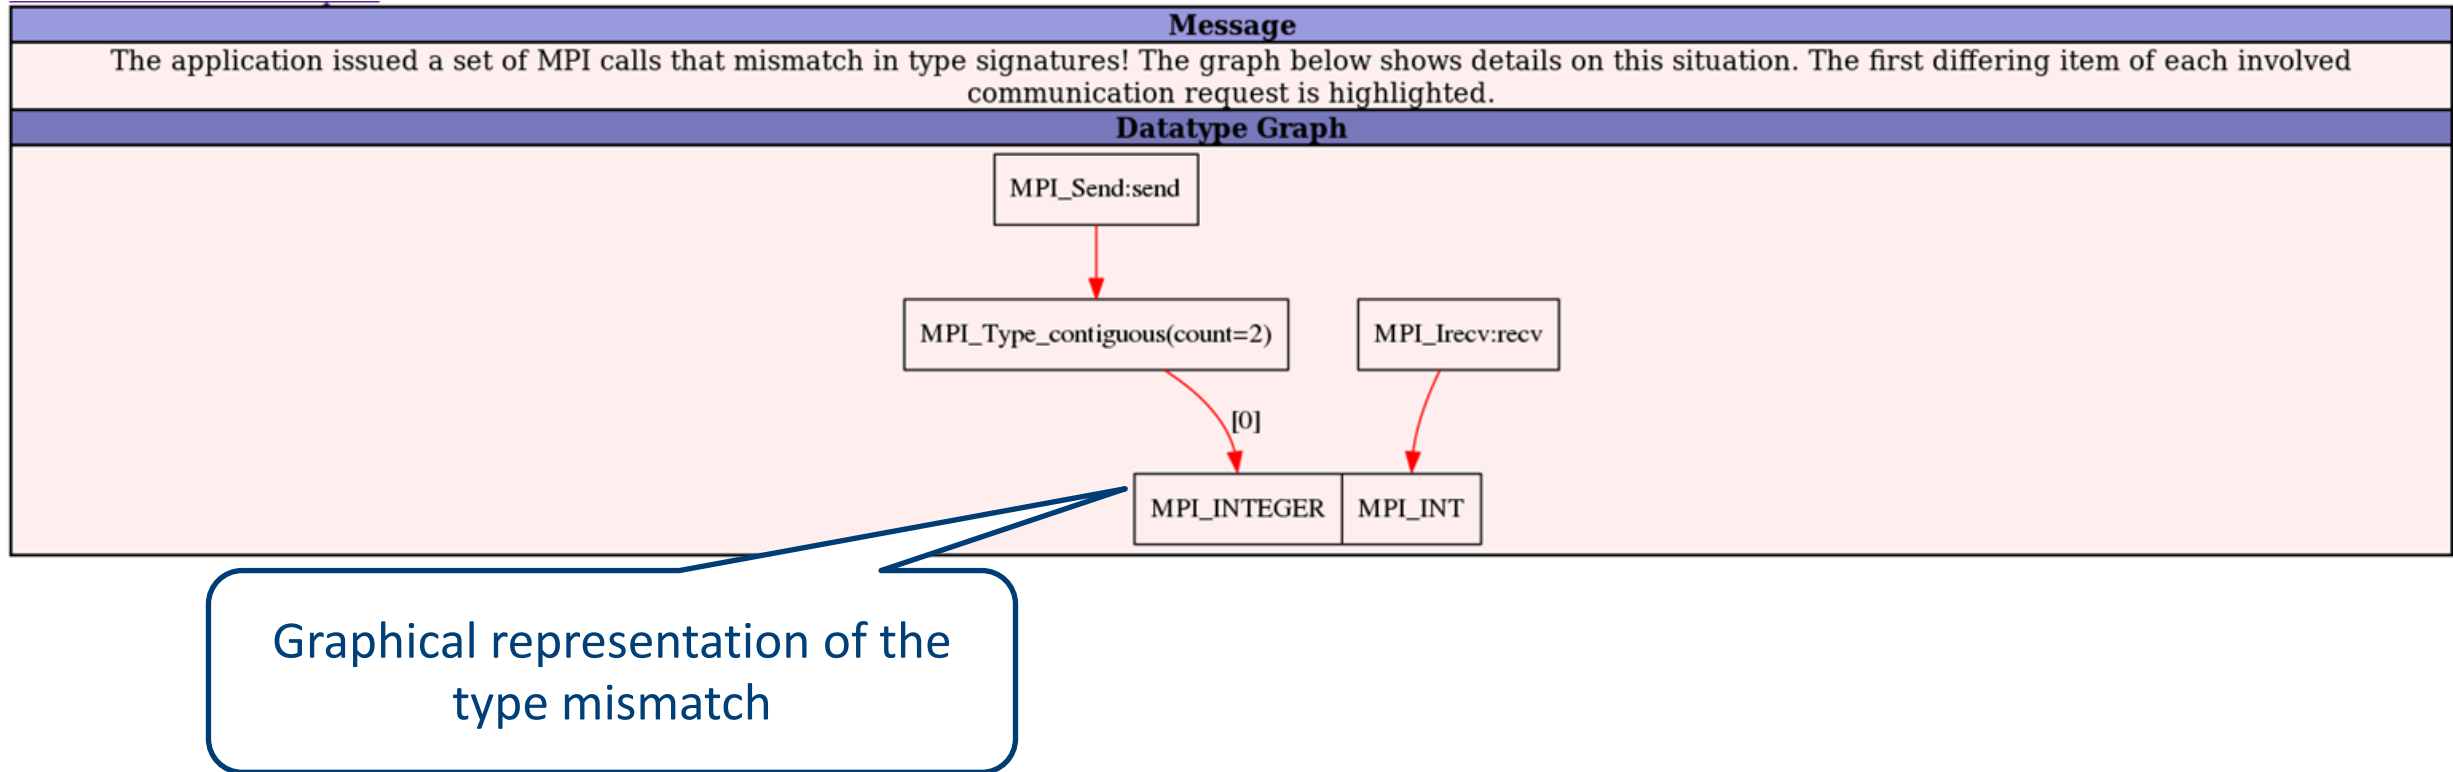 Message
The application issued a set of MPI calls that mismatch in type signatures! The graph below shows details on this situation. The first differing item of each involved
communication request is highlighted.
Datatype Graph
MPI_Send:send
MPI_Type_contiguous(count=2)
MPI_Irecv:recv
[0]
MPI_INTEGER
MPI_INT
Graphical representation of the
type mismatch